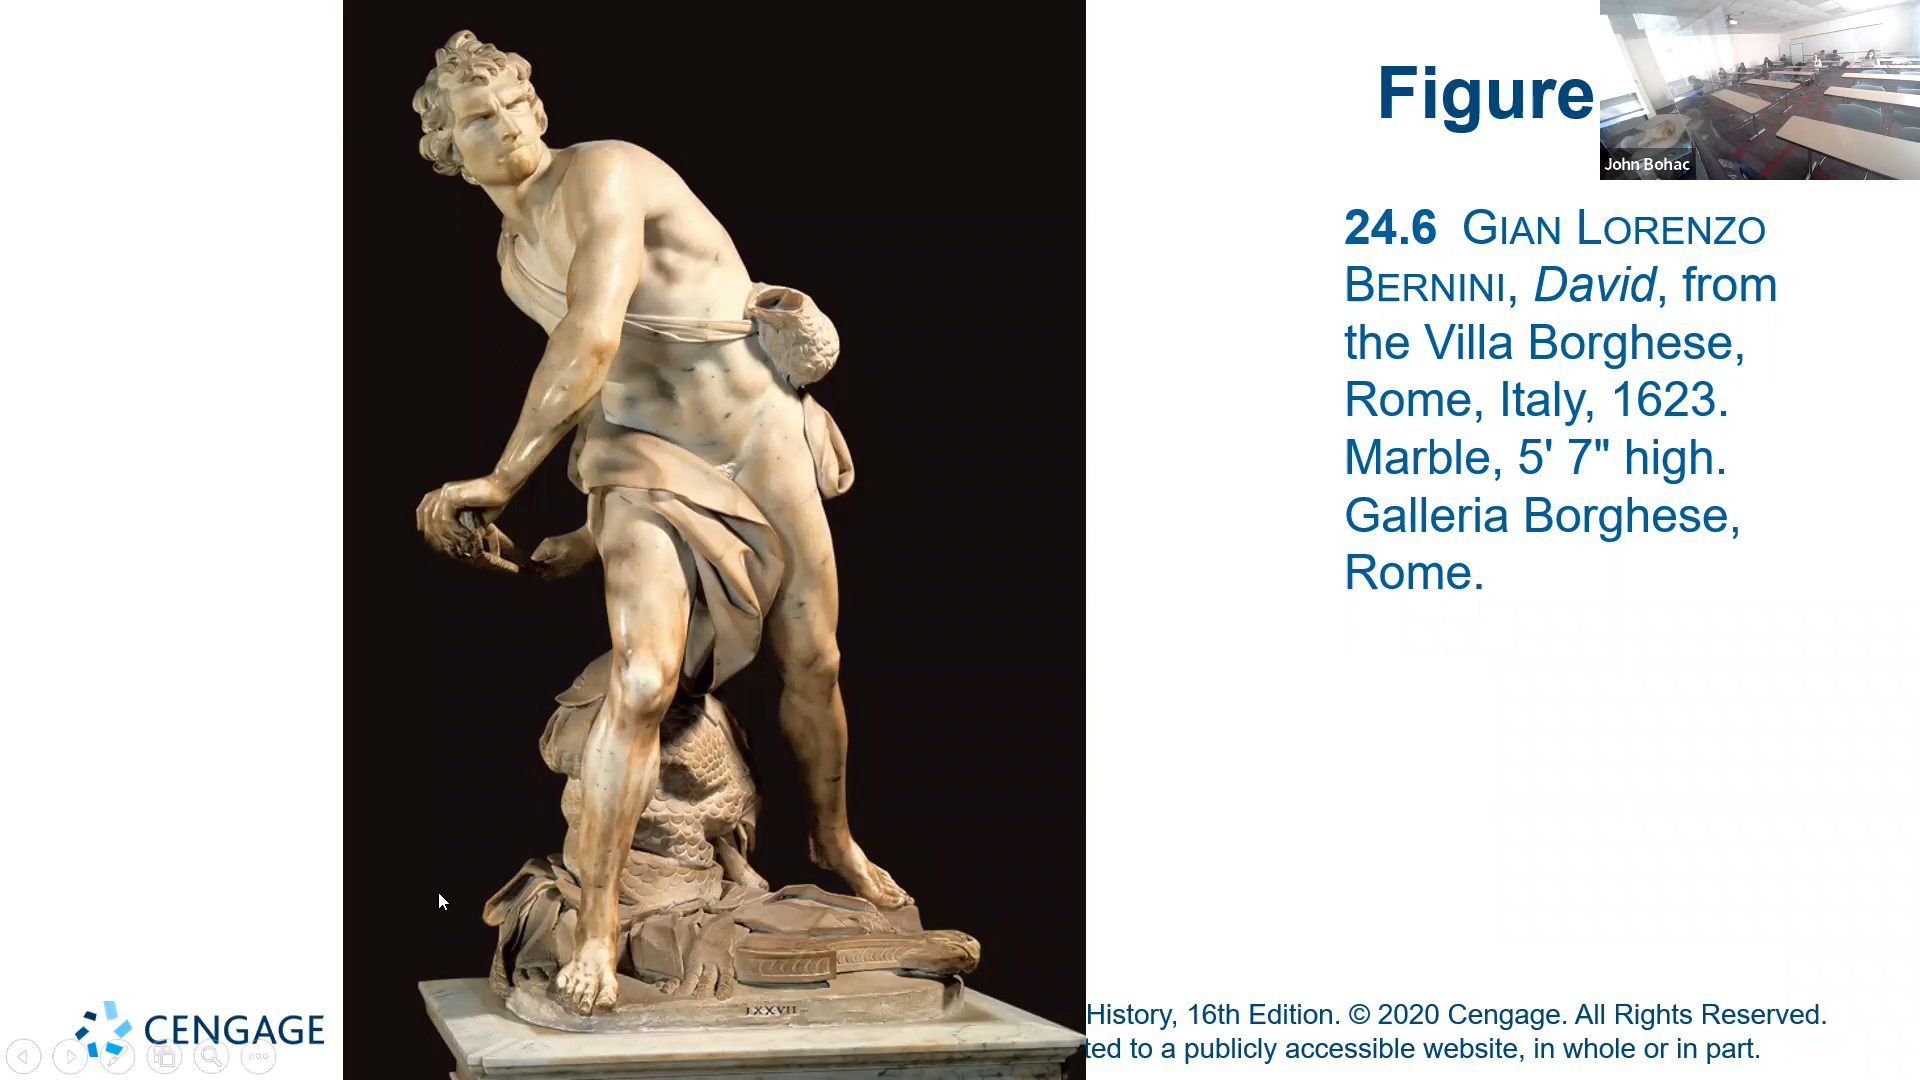 Figure
John Bohac
24.6 GIAN LORENZO
BERNINI, David, from
the Villa Borghese,
Rome, Italy, 1623.
Marble, 5' 7" high.
Galleria Borghese,
Rome.
LXXVII
CENGAGE
History, 16th Edition. © 2020 Cengage. All Rights Reserved.
ted to a publicly accessible website, in whole or in part.